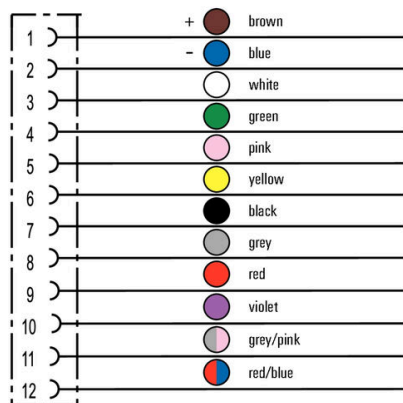 + brown
1
- blue
2
white
3
green
4
pink
5
yellow
6
black
7
grey
8
red
9
violet
10
grey/pink
11
red/blue
12